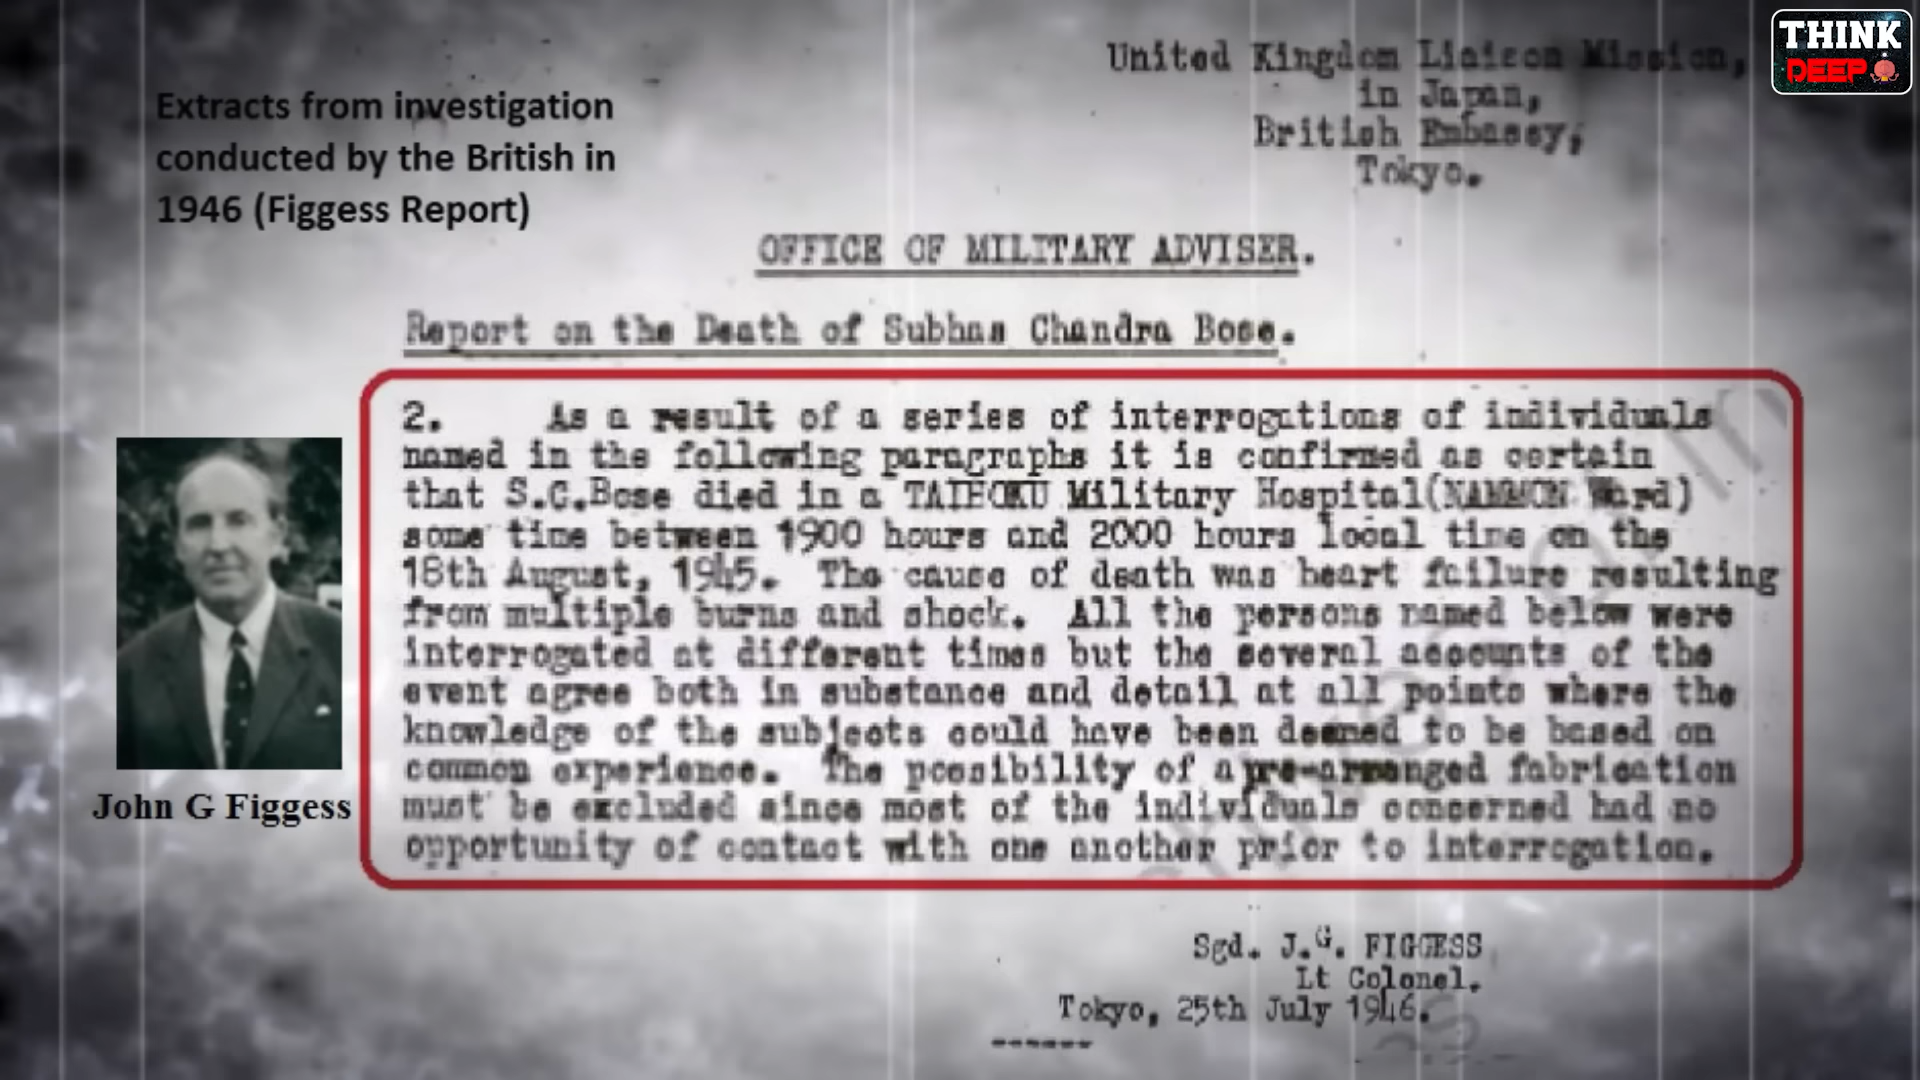 THINK
DEEP
United Kingdom Liaison Mission,
in Japan,
British Embassy,
Tokyo.
Extracts from investigation
conducted by the British in
1946 (Figgess Report)
OFFICE OF MILITARY ADVISER.
Report on the Death of Subhas Chandra Bose.
2. As a result of a series of interrogations of individuals
named in the following paragraphs it is confirmed as certain
that S.C.Bose died in a TAIHOKU Military Hospital(NAMMON Ward)
some time between 1900 hours and 2000 hours local time on the
18th August, 1945. The cause of death was heart failure resulting
from multiple burns and shock. All the persons named below were
interrogated at different times but the several accounts of the
event agree both in substance and detail at all points where the
knowledge of the subjects could have been deemed to be based on
common experience. The possibility of a pre-arranged fabrication
must be excluded since most of the individuals concerned had no
opportunity of contact with one another prior to interrogation.
John G Figgess
Sgd. J.G. FIGGESS
Lt Colonel.
Tokyo, 25th July 1946.